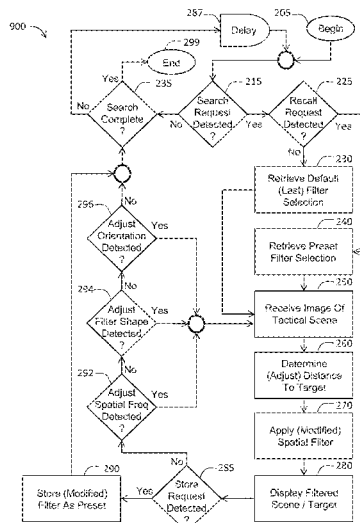 900
287
Delay
265
Begin
299
End
Yes
235
Search
Complete
?
No
215
Search
Request
Detected
?
No
Yes
225
Recall
Request
Detected
?
Yes
No
230
Retrieve Default
(Last) Filter
Selection
240
Retrieve Preset
Filter Selection
250
Receive Image Of
Tactical Scene
260
Determine
(Adjust) Distance
To Target
270
Apply (Modified)
Spatial Filter
280
Display Filtered
Scene / Target
285
Store
Request
Detected
?
Yes
No
290
Store (Modified)
Filter As Preset
292
Adjust
Spatial Freq
Detected
?
Yes
No
294
Adjust
Filter Shape
Detected
?
Yes
No
296
Adjust
Orientation
Detected
?
Yes
No